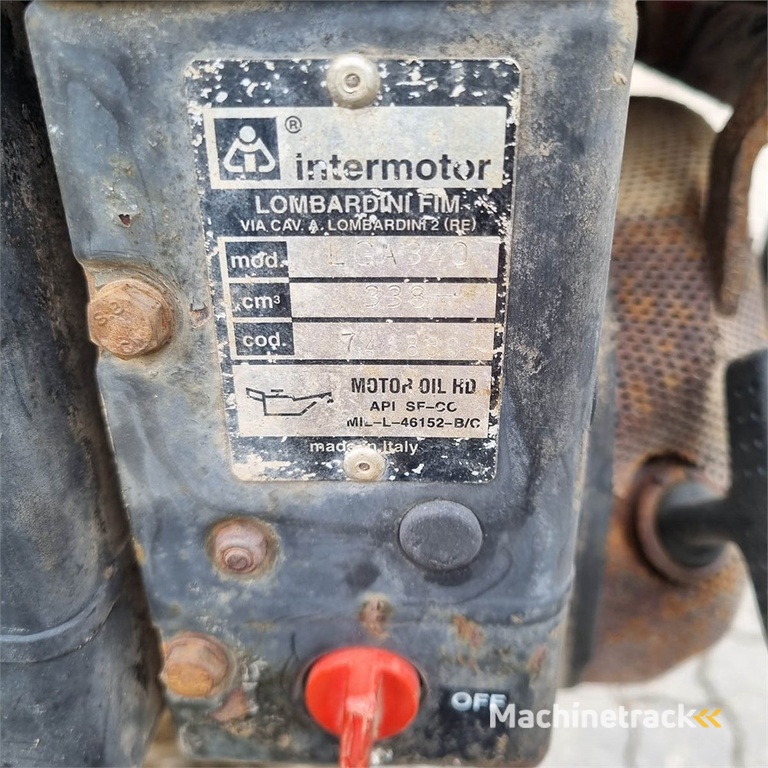 ®
intermotor
LOMBARDINI FIM
VIA CAV. A. LOMBARDINI 2 (RE)
mod. LGA340
cm³ 338
cod.
MOTOR OIL HD
API SF-CC
MIL-L-46152-B/C
made in Italy
OFF
Machinetrack